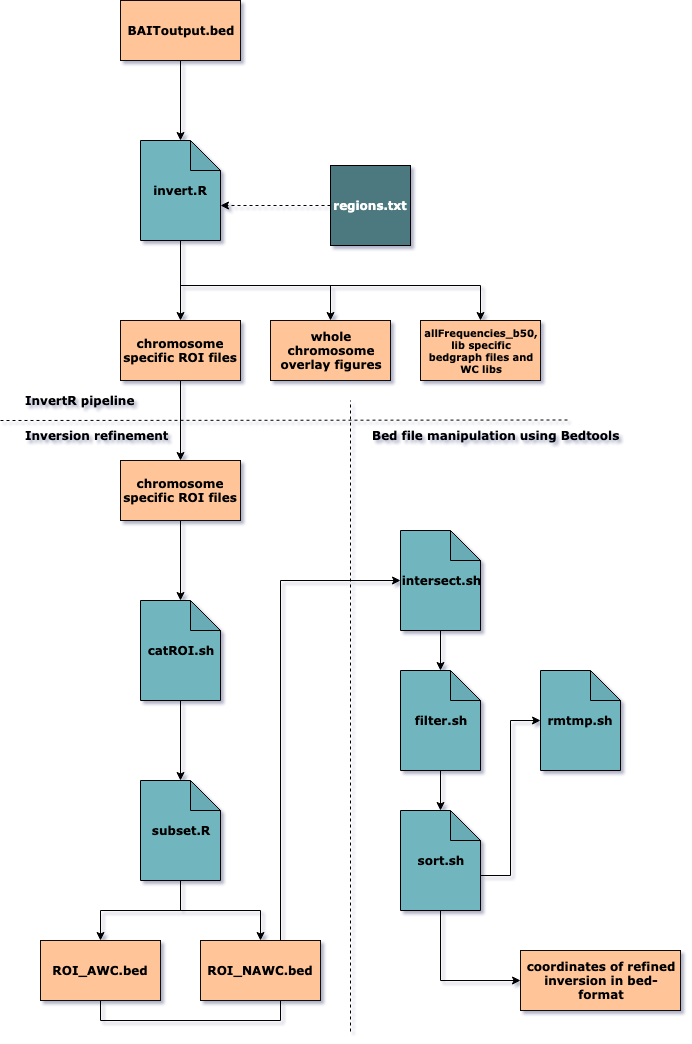 BAIToutput.bed
invert.R
regions.txt
chromosome
specific ROI files
whole
chromosome
overlay figures
allFrequencies_b50,
lib specific
bedgraph files and
WC libs
InvertR pipeline
Inversion refinement
Bed file manipulation using Bedtools
chromosome
specific ROI files
intersect.sh
catROI.sh
filter.sh
rmtmp.sh
subset.R
sort.sh
ROI_AWC.bed
ROI_NAWC.bed
coordinates of refined
inversion in bed-
format